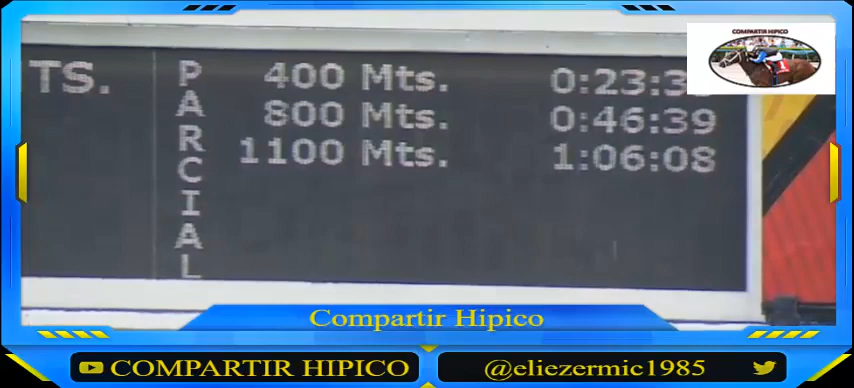 COMPARTIR HIPICO
TS.
PARCIAL
400 Mts.
800 Mts. 0:46:39
1100 Mts. 1:06:08
Compartir Hipico
COMPARTIR HIPICO
@eliezermic1985